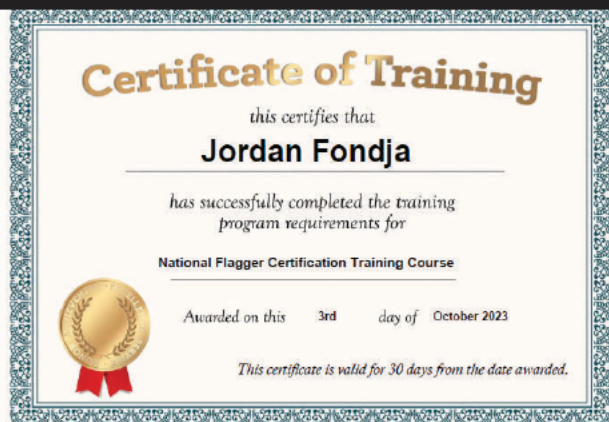 Certificate of Training
this certifies that
Jordan Fondja
has successfully completed the training
program requirements for
National Flagger Certification Training Course
Awarded on this 3rd day of October 2023
This certificate is valid for 30 days from the date awarded.